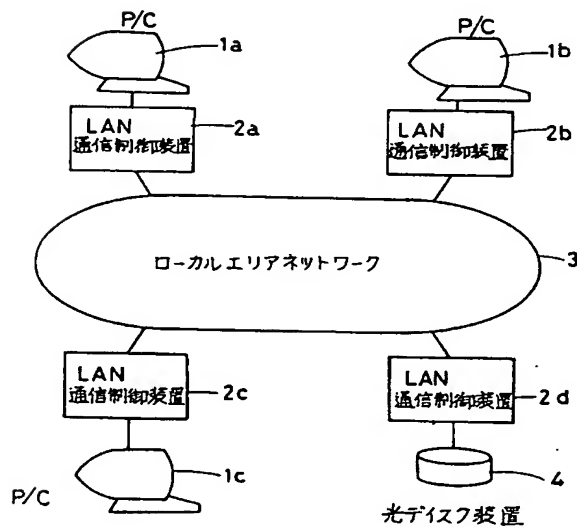 P/C
1a
P/C
1b
LAN
通信制御装置
2a
LAN
通信制御装置
2b
ローカルエリアネットワーク
3
LAN
通信制御装置
2c
LAN
通信制御装置
2d
P/C
1c
4
光ディスク装置